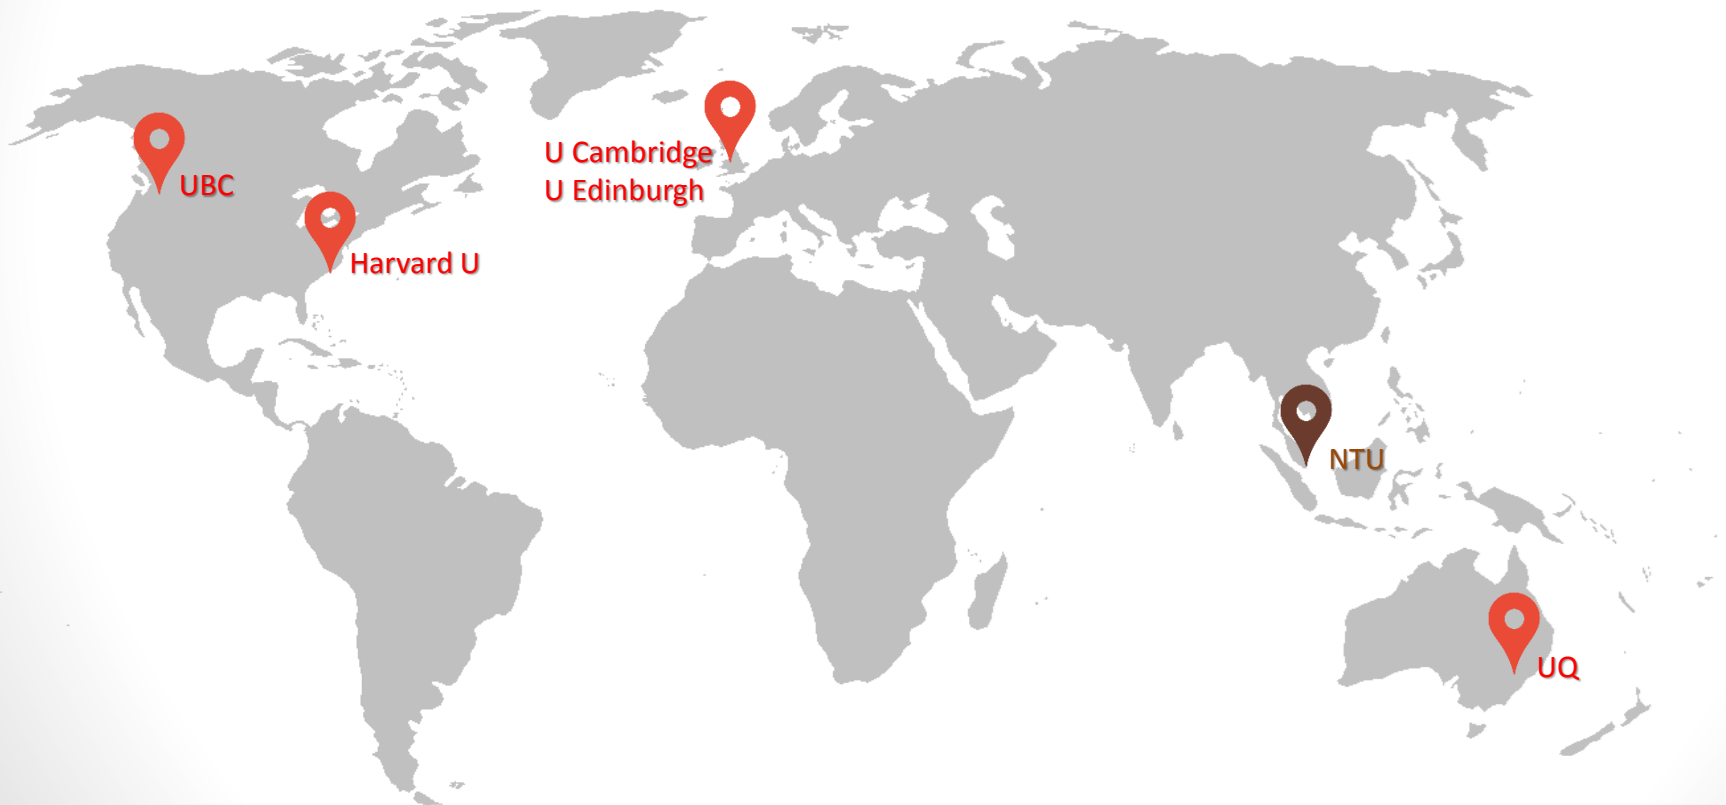 U Cambridge
U Edinburgh
UBC
Harvard U
NTU
UQ